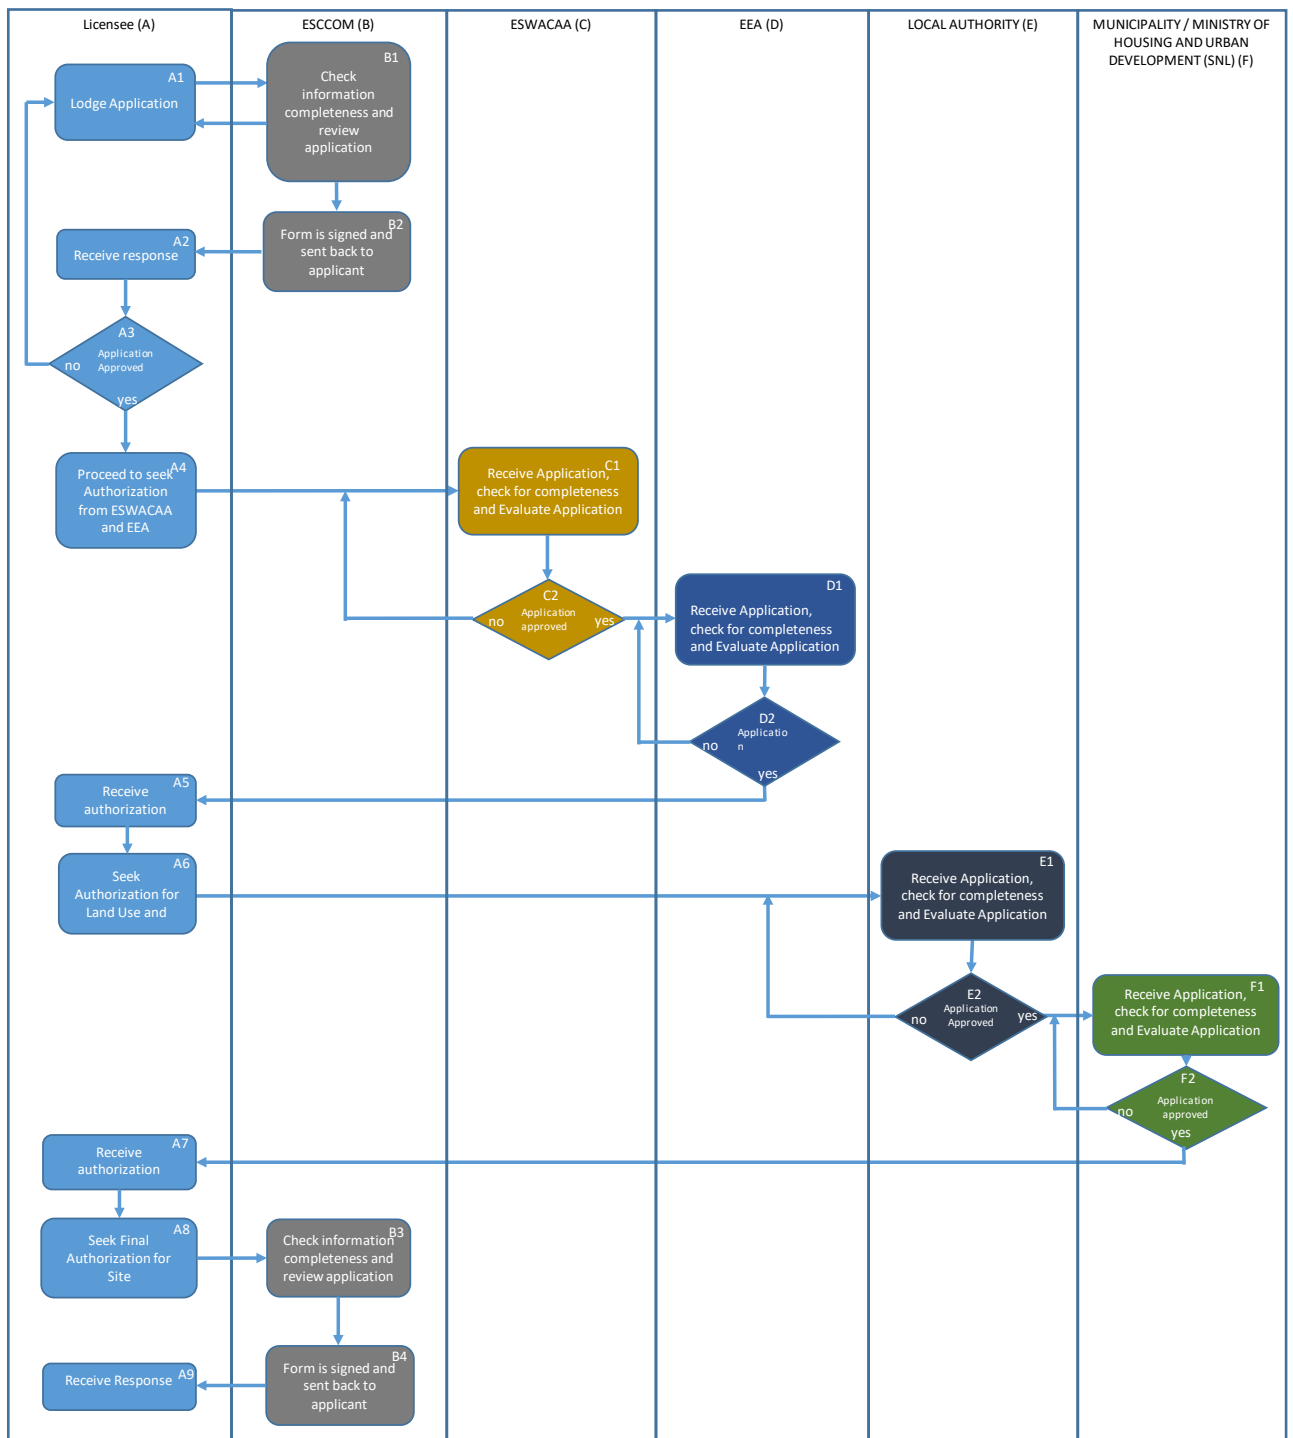 Licensee (A)
ESCCOM (B)
ESWACAA (C)
EEA (D)
LOCAL AUTHORITY (E)
MUNICIPALITY / MINISTRY OF
HOUSING AND URBAN
DEVELOPMENT (SNL) (F)
A1
Lodge Application
B1
Check
information
completeness and
review
application
B2
Form is signed and
sent back to
applicant
A2
Receive response
A3
Application
Approved
no
yes
A4
Proceed to seek
Authorization
from ESWACAA
and EEA
C1
Receive Application,
check for completeness
and Evaluate Application
C2
Application
approved
no
yes
D1
Receive Application,
check for completeness
and Evaluate Application
D2
Applicatio
n
no
yes
A5
Receive
authorization
A6
Seek
Authorization for
Land Use and
E1
Receive Application,
check for completeness
and Evaluate Application
E2
Application
Approved
no
yes
F1
Receive Application,
check for completeness
and Evaluate Application
F2
Application
approved
no
yes
A7
Receive
authorization
A8
Seek Final
Authorization for
Site
B3
Check information
completeness and
review application
B4
Form is signed and
sent back to
applicant
A9
Receive Response